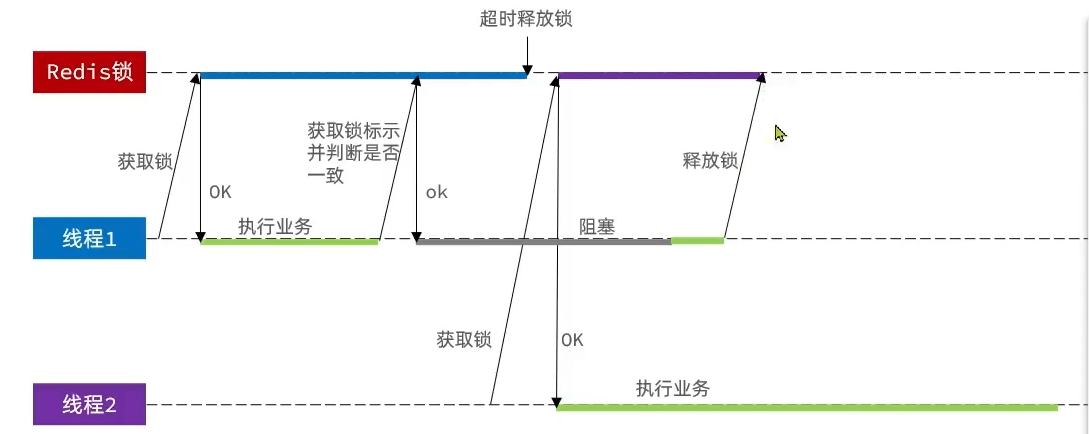 超时释放锁
Redis锁
获取锁标示
并判断是否
一致
获取锁
释放锁
OK
ok
线程1
执行业务
阻塞
获取锁
OK
线程2
执行业务